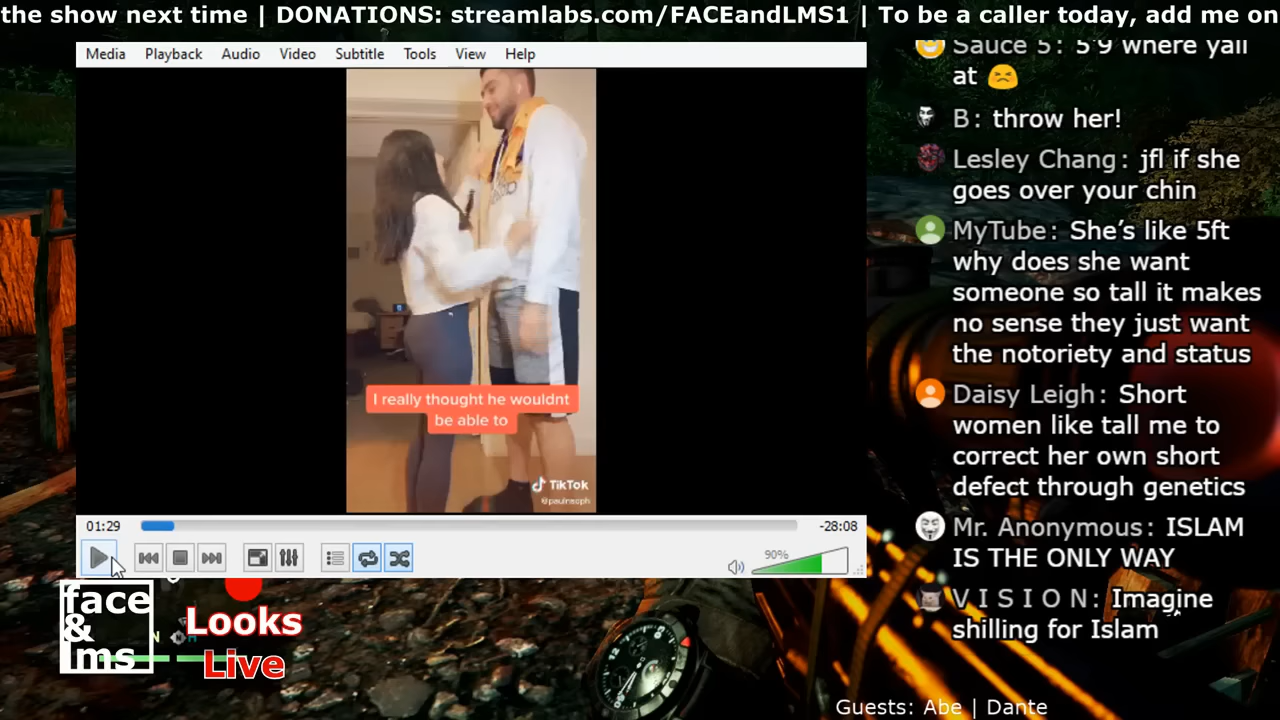 the show next time | DONATIONS: streamlabs.com/FACEandLMS1 | To be a caller today, add me on
Media Playback Audio Video Subtitle Tools View Help
I really thought he wouldnt
be able to
TikTok
@paulnsoph
01:29
-28:08
90%
face
&
lms
Looks
Live
Sauce 5: 5'9 where yall
at 😣
B: throw her!
Lesley Chang: jfl if she
goes over your chin
MyTube: She's like 5ft
why does she want
someone so tall it makes
no sense they just want
the notoriety and status
Daisy Leigh: Short
women like tall me to
correct her own short
defect through genetics
Mr. Anonymous: ISLAM
IS THE ONLY WAY
V I S I O N: Imagine
shilling for Islam
Guests: Abe | Dante